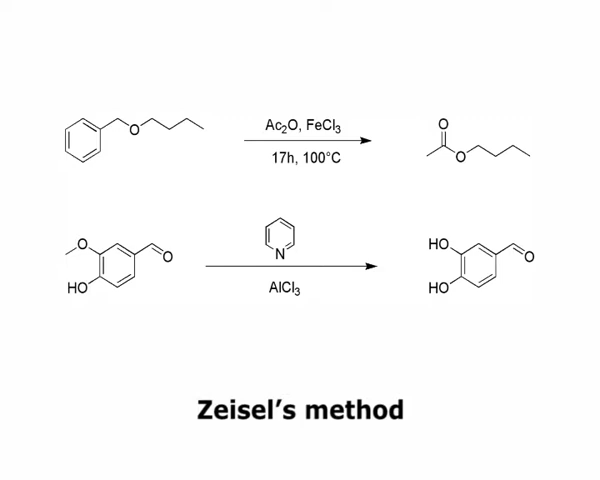 O
Ac₂O, FeCl₃
17h, 100°C
O
O
O
O
HO
N
AlCl₃
HO
HO
O
Zeisel's method